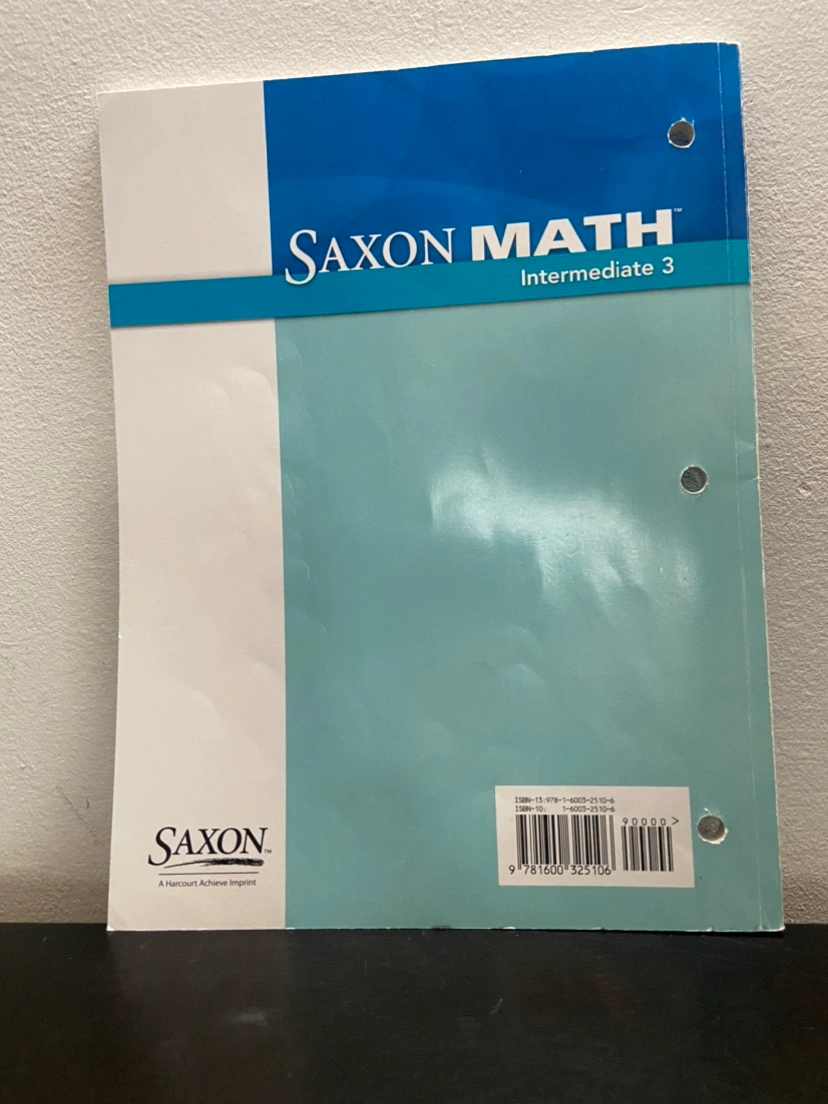 SAXON MATH™
Intermediate 3
ISBN-13:978-1-6003-2510-6
ISBN-10: 1-6003-2510-6
90000>
9 781600 325106
SAXON™
A Harcourt Achieve Imprint